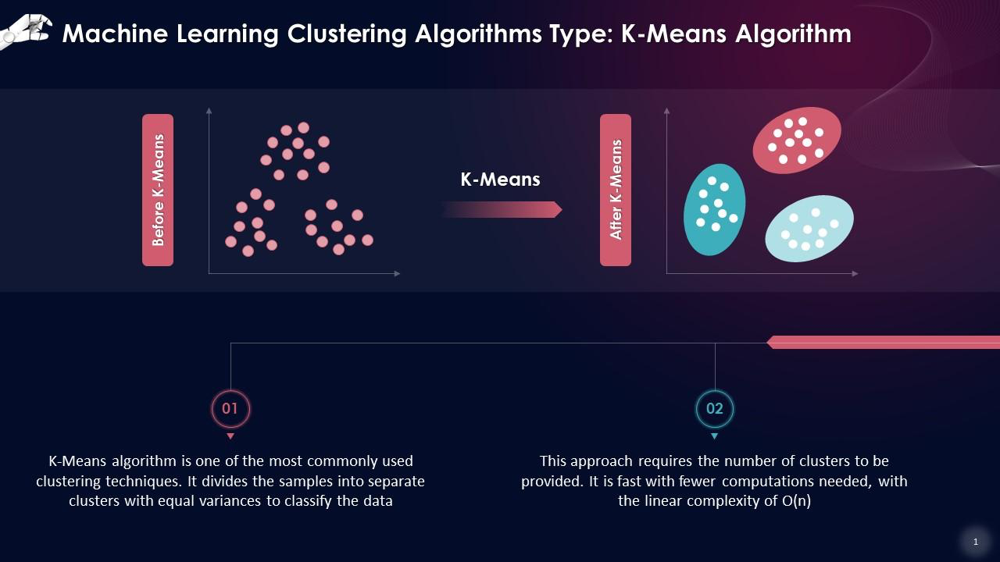 Machine Learning Clustering Algorithms Type: K-Means Algorithm
Before K-Means
K-Means
After K-Means
01
K-Means algorithm is one of the most commonly used
clustering techniques. It divides the samples into separate
clusters with equal variances to classify the data
02
This approach requires the number of clusters to be
provided. It is fast with fewer computations needed, with
the linear complexity of O(n)
1